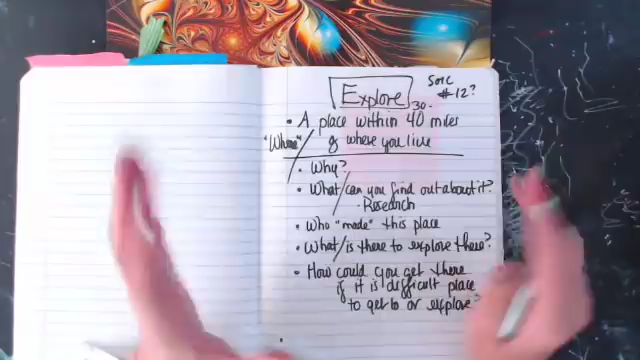 Explore
SOTC
#12?
30-
• A place within 40 miles
"Where" / of where you live
• Why?
• What / can you find out about it?
- Research
• Who "made" this place
• What / is there to explore there?
• How could you get there
if it is difficult place
to get to or explore?